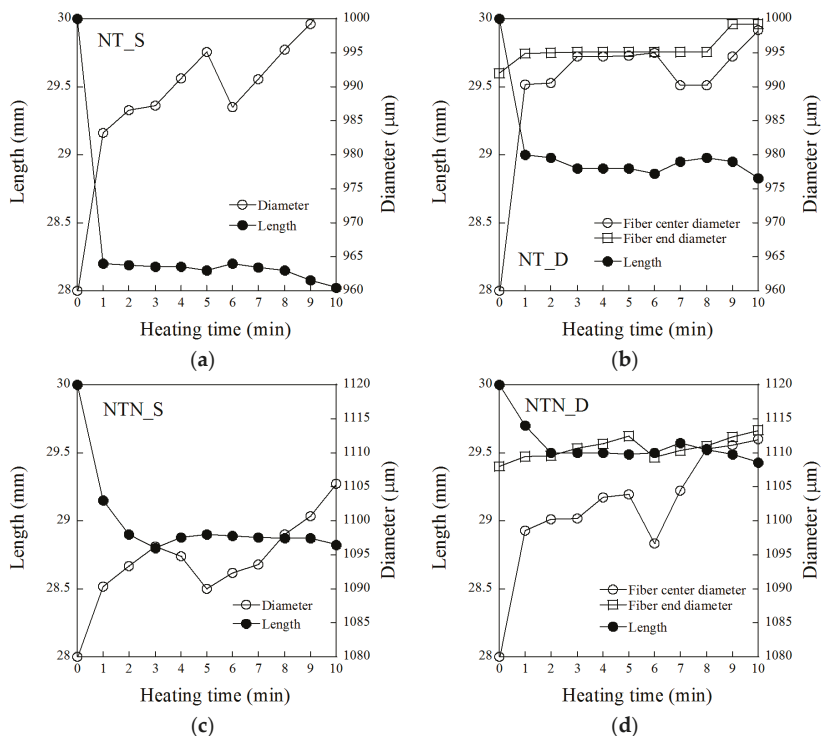 30
1000
NT_S
995
29.5
990
985
29
980
975
28.5
Diameter
970
Length
965
28
960
0 1 2 3 4 5 6 7 8 9 10
Length (mm)
Diameter (μm)
Heating time (min)
(a)
30
1000
995
29.5
990
985
29
980
975
28.5
970
Fiber center diameter
Fiber end diameter
NT_D
Length
965
28
960
0 1 2 3 4 5 6 7 8 9 10
Length (mm)
Diameter (μm)
Heating time (min)
(b)
30
1120
NTN_S
1115
29.5
1110
1105
29
1100
1095
28.5
1090
Diameter
Length
1085
28
1080
0 1 2 3 4 5 6 7 8 9 10
Length (mm)
Diameter (μm)
Heating time (min)
(c)
30
1120
NTN_D
1115
29.5
1110
1105
29
1100
1095
28.5
1090
Fiber center diameter
Fiber end diameter
1085
Length
28
1080
0 1 2 3 4 5 6 7 8 9 10
Length (mm)
Diameter (μm)
Heating time (min)
(d)